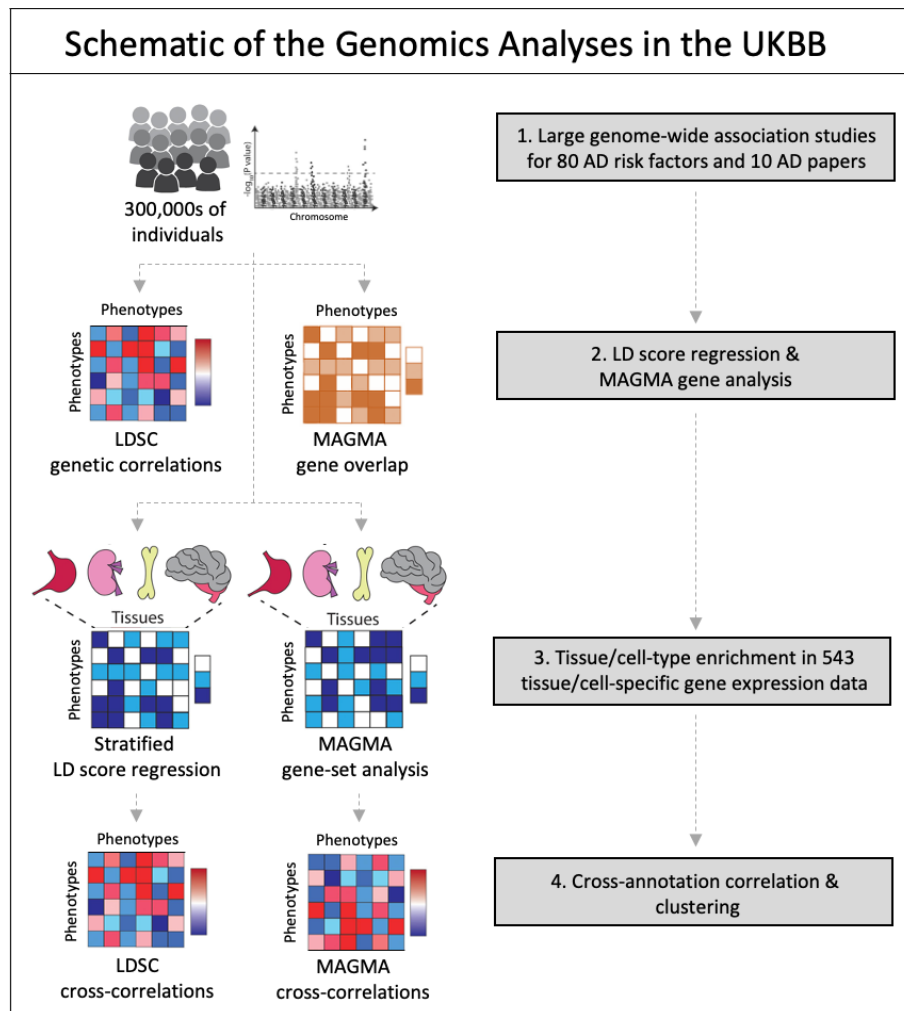 Schematic of the Genomics Analyses in the UKBB
300,000s of
individuals
-log10(P value)
Chromosome
1. Large genome-wide association studies
for 80 AD risk factors and 10 AD papers
Phenotypes
Phenotypes
LDSC
genetic correlations
Phenotypes
Phenotypes
MAGMA
gene overlap
2. LD score regression &
MAGMA gene analysis
Tissues
Phenotypes
Stratified
LD score regression
Tissues
Phenotypes
MAGMA
gene-set analysis
3. Tissue/cell-type enrichment in 543
tissue/cell-specific gene expression data
Phenotypes
Phenotypes
LDSC
cross-correlations
Phenotypes
Phenotypes
MAGMA
cross-correlations
4. Cross-annotation correlation &
clustering